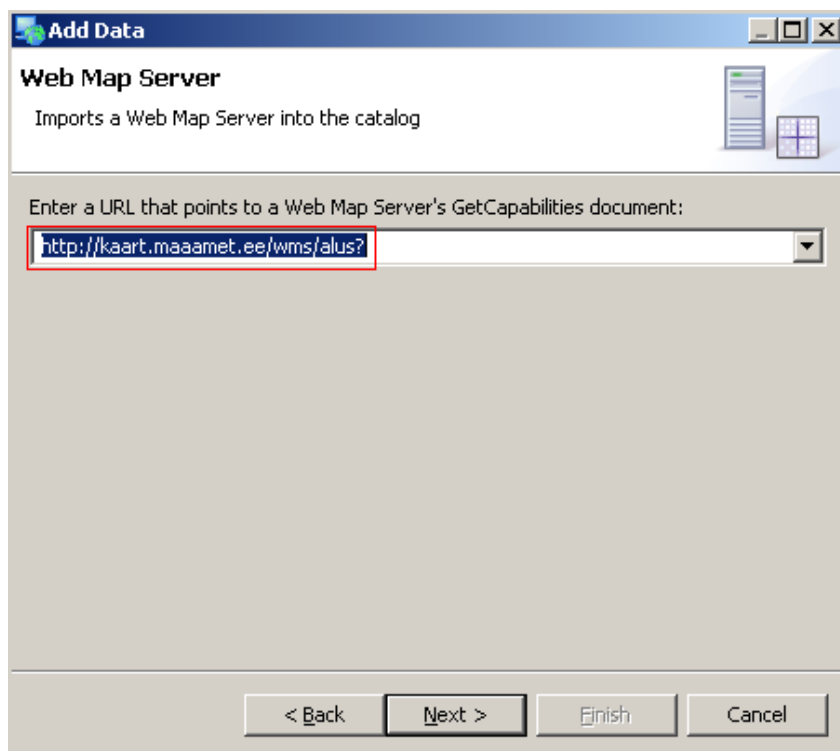 Add Data
Web Map Server
Imports a Web Map Server into the catalog
Enter a URL that points to a Web Map Server's GetCapabilities document:
http://kaart.maaamet.ee/wms/alus?
< Back Next > Finish Cancel